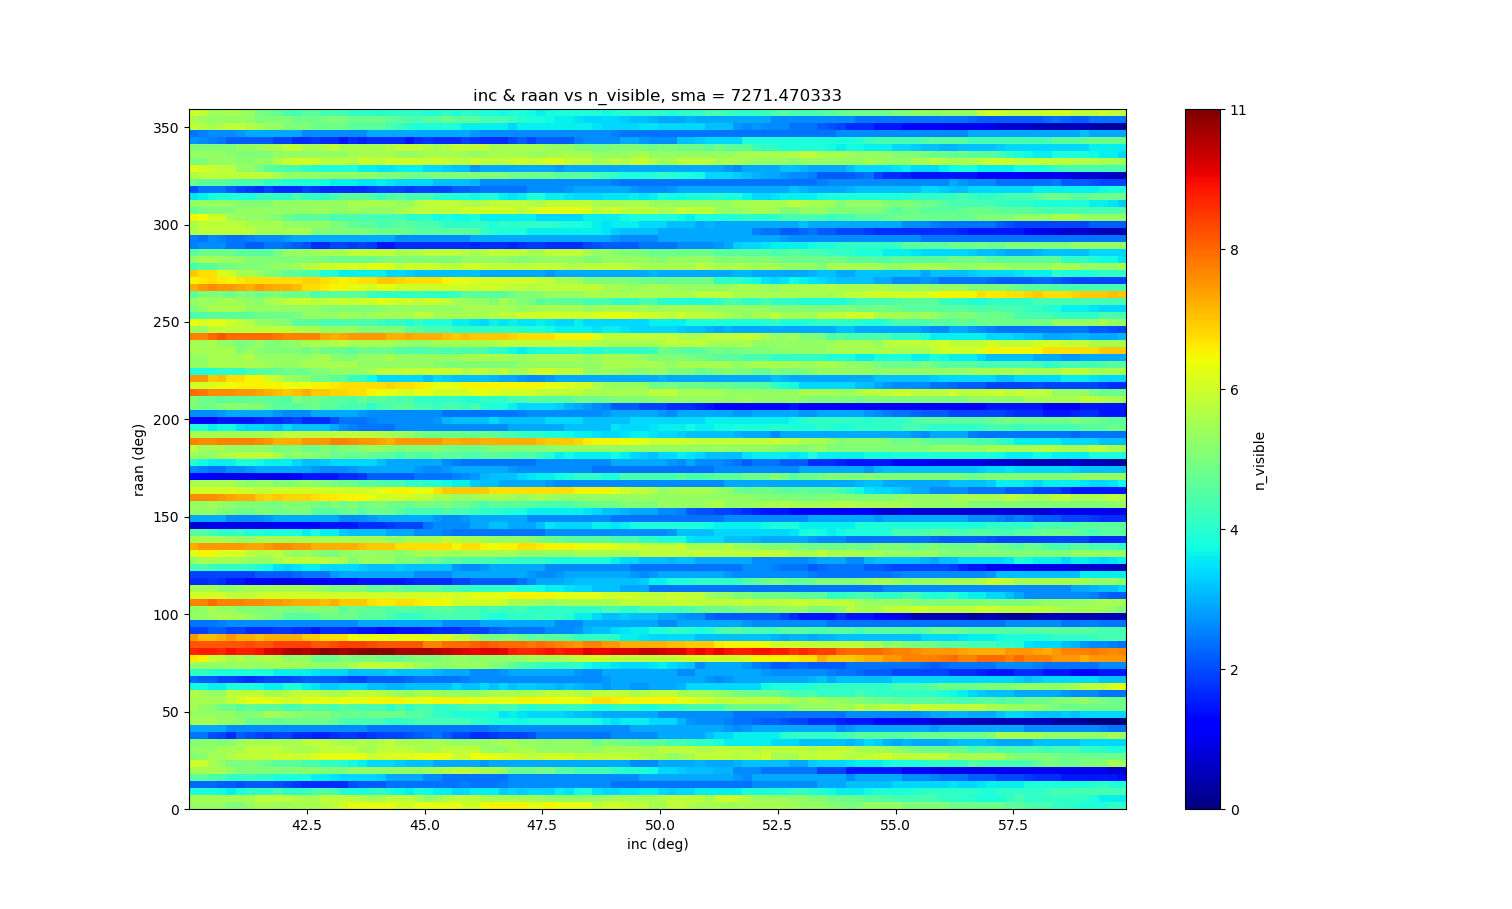 inc & raan vs n_visible, sma = 7271.470333
350
300
250
200
150
100
50
0
raan (deg)
42.5 45.0 47.5 50.0 52.5 55.0 57.5
inc (deg)
11
8
6
4
2
0
n_visible